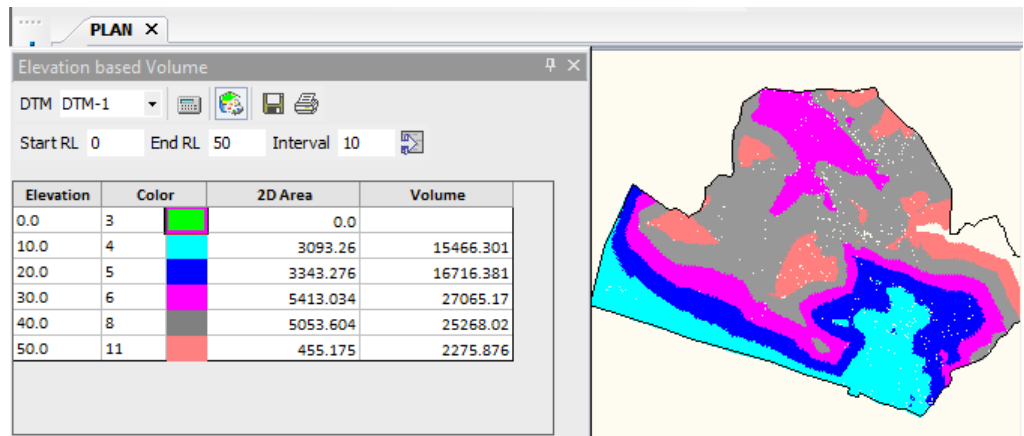 PLAN X
Elevation based Volume
DTM DTM-1
Start RL 0 End RL 50 Interval 10
Elevation Color 2D Area Volume
0.0 3 0.0
10.0 4 3093.26 15466.301
20.0 5 3343.276 16716.381
30.0 6 5413.034 27065.17
40.0 8 5053.604 25268.02
50.0 11 455.175 2275.876